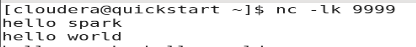 [cloudera@quickstart ~]$ nc -lk 9999
hello spark
hello world